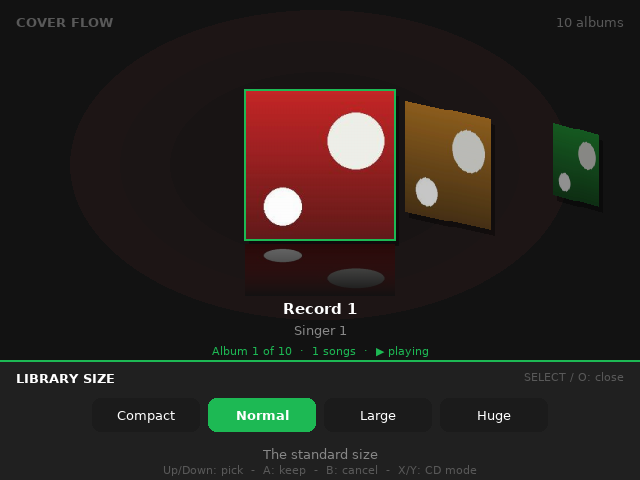 COVER FLOW
10 albums
Record 1
Singer 1
Album 1 of 10 · 1 songs · ▶ playing
LIBRARY SIZE
SELECT / O: close
Compact
Normal
Large
Huge
The standard size
Up/Down: pick - A: keep - B: cancel - X/Y: CD mode